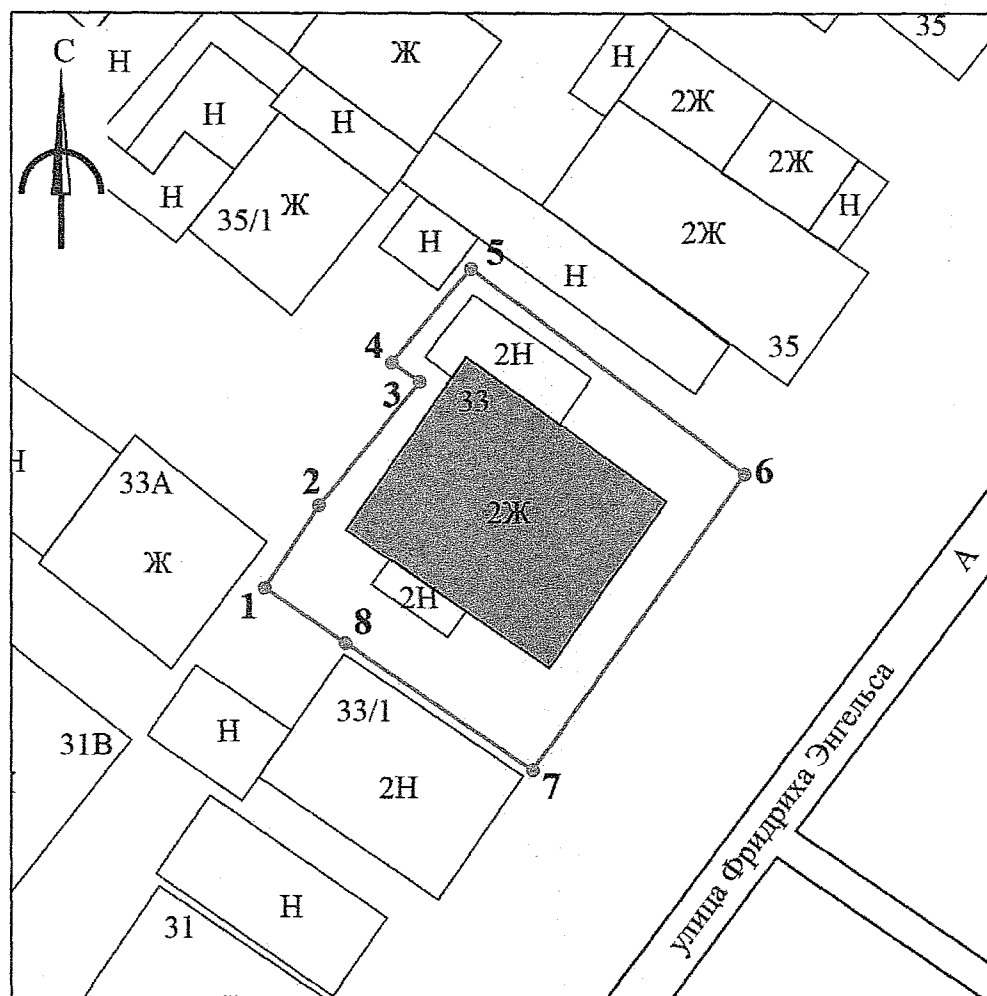 35
С
Н
Ж
Н
2Ж
Н
Н
2Ж
Н
Ж
35/1
Н
2Ж
Н
5
Н
35
4
2Н
3
33
6
33А
2
2Ж
Ж
А
1
2Н
8
33/1
31В
Н
2Н
7
улица Фридриха Энгельса
Н
31